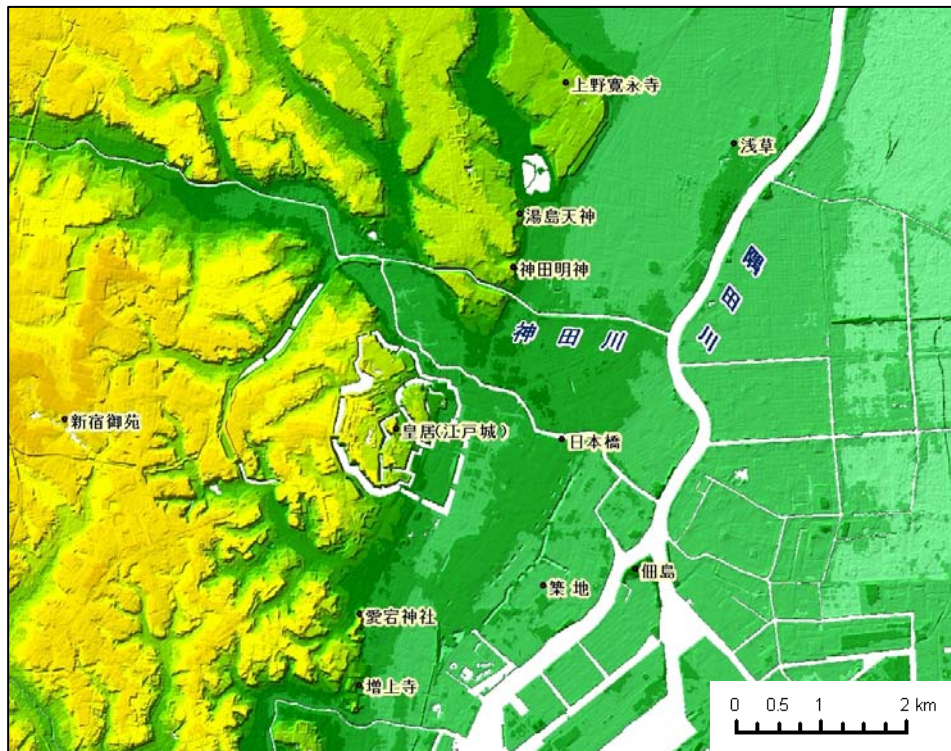 上野寛永寺
浅草
湯島天神
神田明神
隅田川
神田川
新宿御苑
皇居(江戸城)
日本橋
築地
佃島
愛宕神社
増上寺
0 0.5 1 2 km